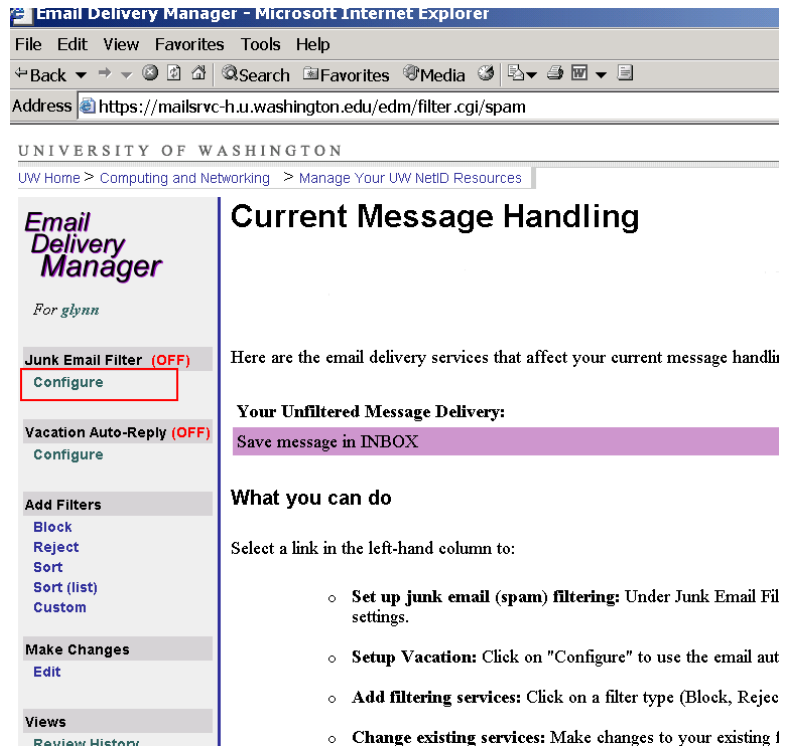 Email Delivery Manager - Microsoft Internet Explorer
File Edit View Favorites Tools Help
Back Search Favorites Media
Address https://mailsrvc-h.u.washington.edu/edm/filter.cgi/spam
UNIVERSITY OF WASHINGTON
UW Home > Computing and Networking > Manage Your UW NetID Resources
Email
Delivery
Manager
For glynn
Junk Email Filter (OFF)
Configure
Vacation Auto-Reply (OFF)
Configure
Add Filters
Block
Reject
Sort
Sort (list)
Custom
Make Changes
Edit
Views
Review History
Current Message Handling
Here are the email delivery services that affect your current message handlin
Your Unfiltered Message Delivery:
Save message in INBOX
What you can do
Select a link in the left-hand column to:
Set up junk email (spam) filtering: Under Junk Email Fil
settings.
Setup Vacation: Click on "Configure" to use the email aut
Add filtering services: Click on a filter type (Block, Rejec
Change existing services: Make changes to your existing f